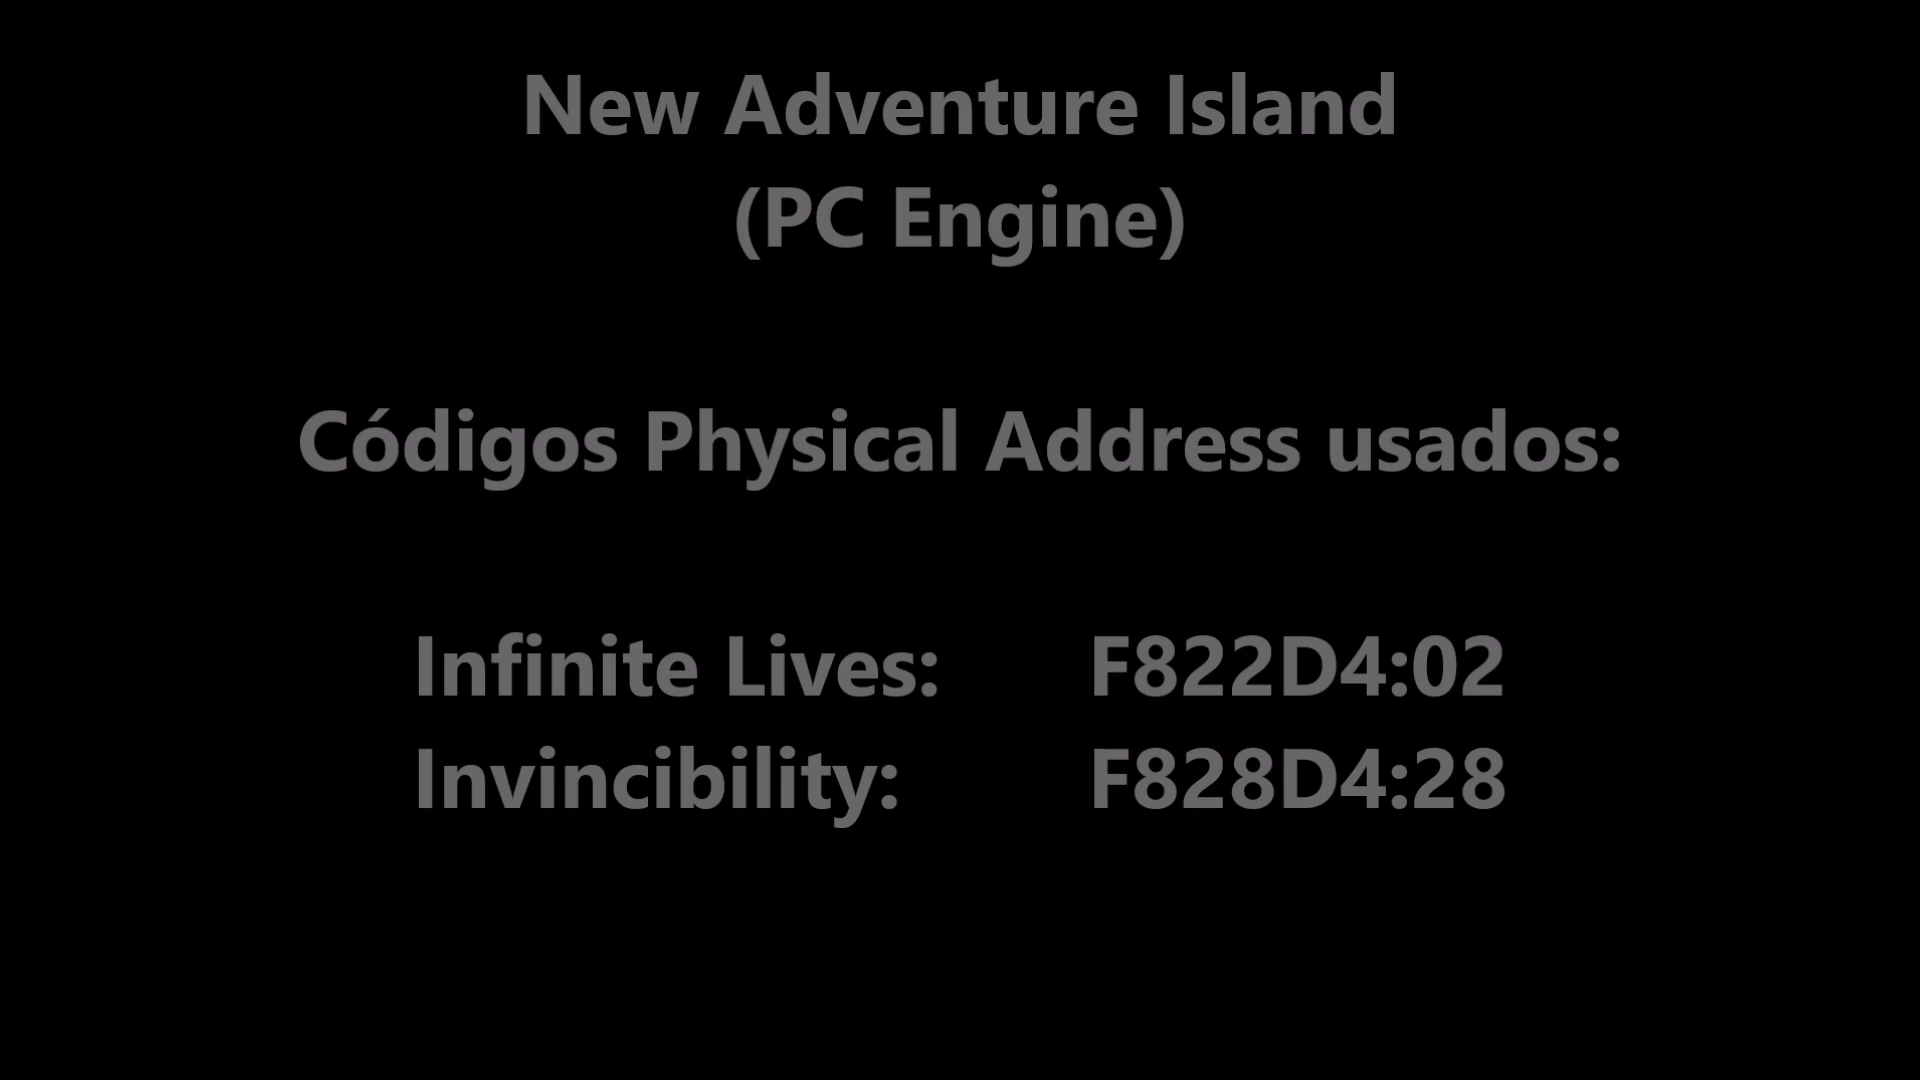 New Adventure Island
(PC Engine)
Códigos Physical Address usados:
Infinite Lives: F822D4:02
Invincibility: F828D4:28